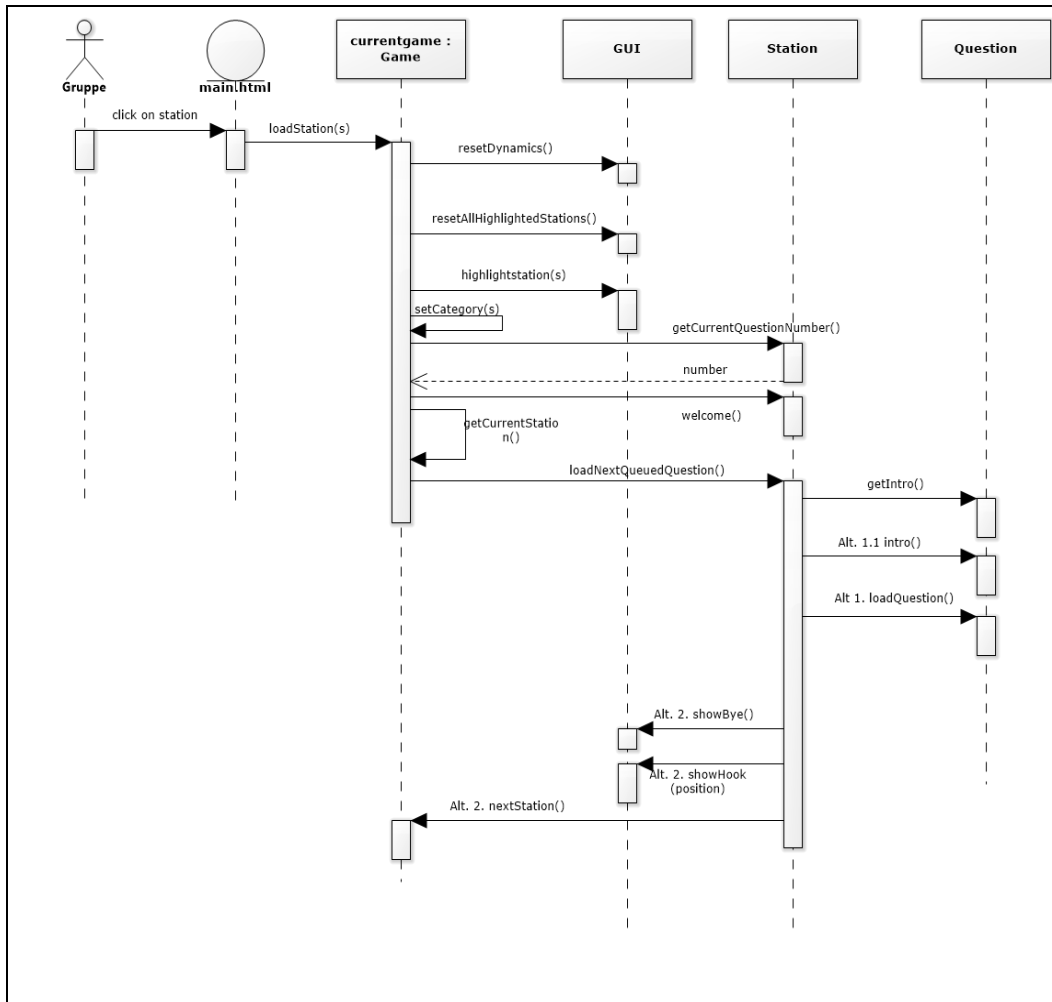 currentgame :
Game
GUI
Station
Question
Gruppe
main.html
click on station
loadStation(s)
resetDynamics()
resetAllHighlightedStations()
highlightstation(s)
setCategory(s)
getCurrentQuestionNumber()
number
welcome()
getCurrentStatio
n()
loadNextQueuedQuestion()
getIntro()
Alt. 1.1 intro()
Alt 1. loadQuestion()
Alt. 2. showBye()
Alt. 2. showHook
(position)
Alt. 2. nextStation()